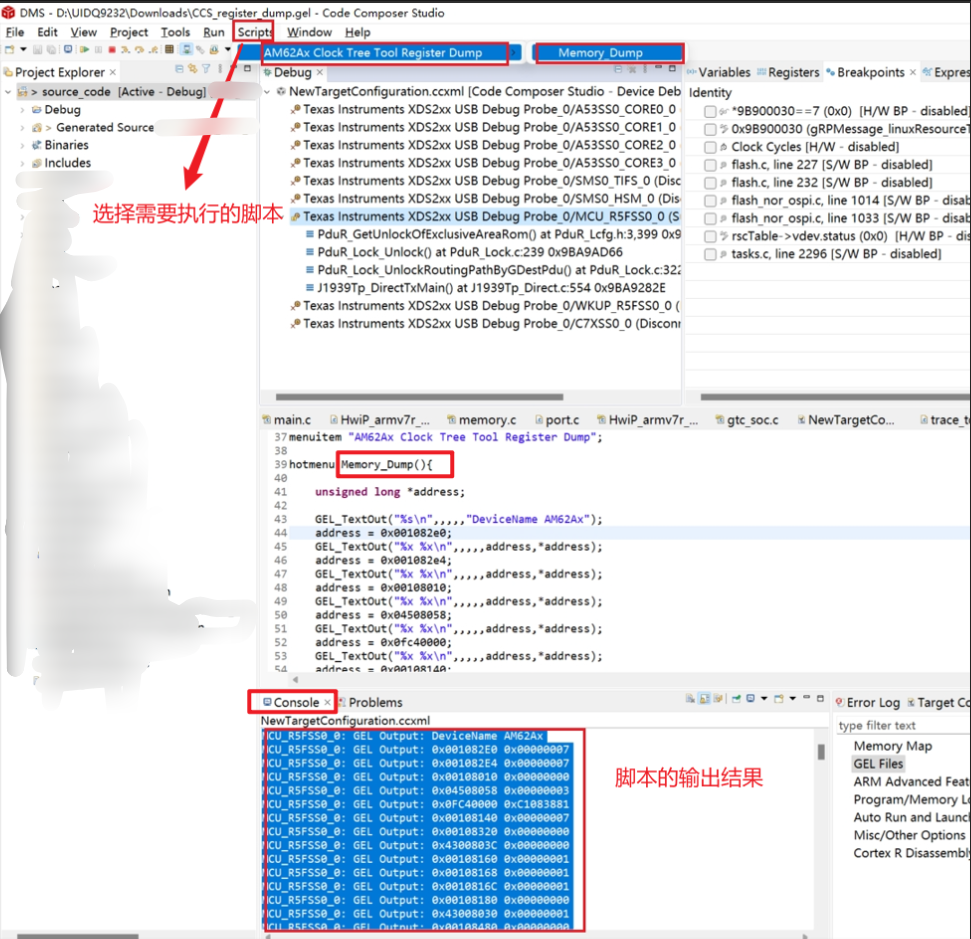 DMS - D:\UIDQ9232\Downloads\CCS_register_dump.gel - Code Composer Studio
File Edit View Project Tools Run Scripts Window Help
AM62Ax Clock Tree Tool Register Dump
Memory_Dump
Project Explorer
> source_code [Active - Debug]
Debug
> Generated Source
Binaries
Includes
选择需要执行的脚本
Debug
NewTargetConfiguration.ccxml [Code Composer Studio - Device Deb
Texas Instruments XDS2xx USB Debug Probe_0/A53SS0_CORE0_0
Texas Instruments XDS2xx USB Debug Probe_0/A53SS0_CORE1_0
Texas Instruments XDS2xx USB Debug Probe_0/A53SS0_CORE2_0
Texas Instruments XDS2xx USB Debug Probe_0/A53SS0_CORE3_0
Texas Instruments XDS2xx USB Debug Probe_0/SMS0_TIFS_0 (Disc
Texas Instruments XDS2xx USB Debug Probe_0/SMS0_HSM_0 (Disc
Texas Instruments XDS2xx USB Debug Probe_0/MCU_R5FSS0_0 (S
PduR_GetUnlockOfExclusiveAreaRom() at PduR_Lcfg.h:3,399 0x9
PduR_Lock_Unlock() at PduR_Lock.c:239 0x9BA9AD66
PduR_Lock_UnlockRoutingPathByGDestPdu() at PduR_Lock.c:322
J1939Tp_DirectTxMain() at J1939Tp_Direct.c:554 0x9BA9282E
Texas Instruments XDS2xx USB Debug Probe_0/WKUP_R5FSS0_0 (
Texas Instruments XDS2xx USB Debug Probe_0/C7XSS0_0 (Disconn
Variables Registers Breakpoints Expres
Identity
*9B900030==7 (0x0) [H/W BP - disabled]
0x9B900030 (gRPMessage_linuxResourceT
Clock Cycles [H/W - disabled]
flash.c, line 227 [S/W BP - disabled]
flash.c, line 232 [S/W BP - disabled]
flash_nor_ospi.c, line 1014 [S/W BP - disab
flash_nor_ospi.c, line 1033 [S/W BP - disab
rscTable->vdev.status (0x0) [H/W BP - dis
tasks.c, line 2296 [S/W BP - disabled]
main.c HwiP_armv7r_... memory.c port.c HwiP_armv7r_... gtc_soc.c NewTargetCo... trace_t
37 menuitem "AM62Ax Clock Tree Tool Register Dump";
38
39 hotmenu Memory_Dump(){
40
41 unsigned long *address;
42
43 GEL_TextOut("%s\n",,,,,"DeviceName AM62Ax");
44 address = 0x001082e0;
45 GEL_TextOut("%x %x\n",,,,,address,*address);
46 address = 0x001082e4;
47 GEL_TextOut("%x %x\n",,,,,address,*address);
48 address = 0x00108010;
49 GEL_TextOut("%x %x\n",,,,,address,*address);
50 address = 0x04508058;
51 GEL_TextOut("%x %x\n",,,,,address,*address);
52 address = 0x0fc40000;
53 GEL_TextOut("%x %x\n",,,,,address,*address);
54 address = 0x00108140;
Console Problems
NewTargetConfiguration.ccxml
MCU_R5FSS0_0: GEL Output: DeviceName AM62Ax
MCU_R5FSS0_0: GEL Output: 0x001082E0 0x00000007
MCU_R5FSS0_0: GEL Output: 0x001082E4 0x00000007
MCU_R5FSS0_0: GEL Output: 0x00108010 0x00000000
MCU_R5FSS0_0: GEL Output: 0x04508058 0x00000003
MCU_R5FSS0_0: GEL Output: 0x0FC40000 0xC1083881
MCU_R5FSS0_0: GEL Output: 0x00108140 0x00000007
MCU_R5FSS0_0: GEL Output: 0x00108320 0x00000000
MCU_R5FSS0_0: GEL Output: 0x4300803C 0x00000000
MCU_R5FSS0_0: GEL Output: 0x00108160 0x00000001
MCU_R5FSS0_0: GEL Output: 0x00108168 0x00000001
MCU_R5FSS0_0: GEL Output: 0x0010816C 0x00000001
MCU_R5FSS0_0: GEL Output: 0x00108180 0x00000000
MCU_R5FSS0_0: GEL Output: 0x43008030 0x00000001
MCU_R5FSS0_0: GEL Output: 0x00108480 0x00000000
脚本的输出结果
Error Log Target Co
type filter text
Memory Map
GEL Files
ARM Advanced Feat
Program/Memory Lo
Auto Run and Launch
Misc/Other Options
Cortex R Disassembly